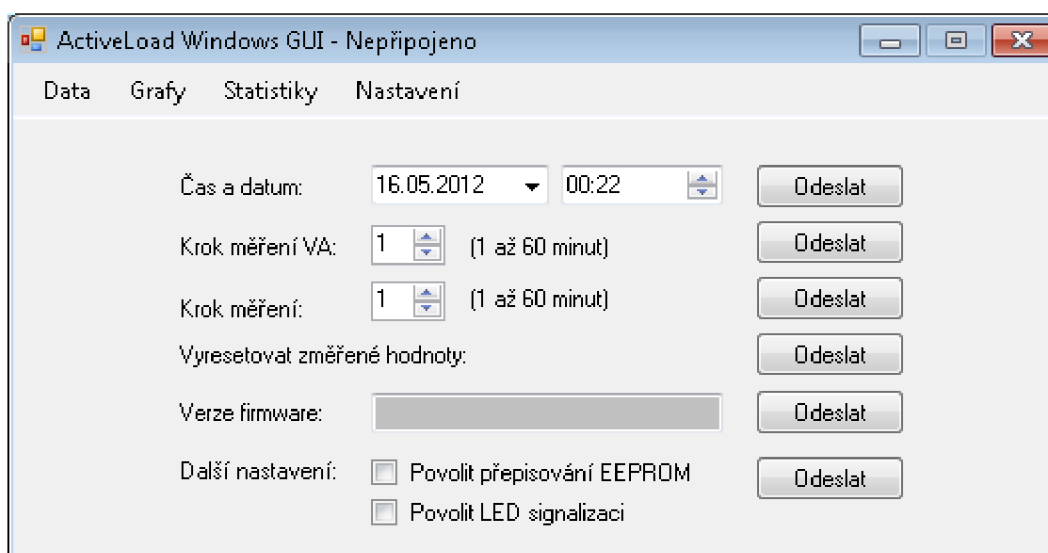 ActiveLoad Windows GUI - Nepřipojeno
Data Grafy Statistiky Nastavení
Čas a datum: 16.05.2012 00:22 Odeslat
Krok měření VA: 1 (1 až 60 minut) Odeslat
Krok měření: 1 (1 až 60 minut) Odeslat
Vyresetovat změřené hodnoty: Odeslat
Verze firmware: Odeslat
Další nastavení: Povolit přepisování EEPROM Odeslat
Povolit LED signalizaci